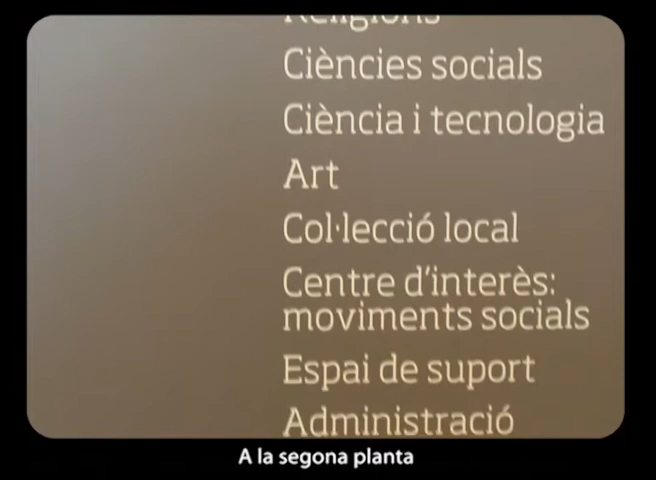 Religions
Ciències socials
Ciència i tecnologia
Art
Col·lecció local
Centre d'interès:
moviments socials
Espai de suport
Administració
A la segona planta